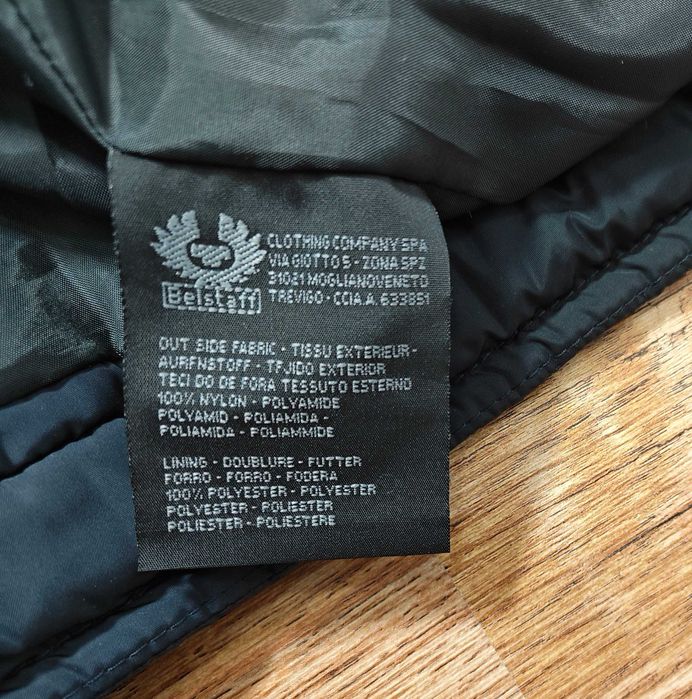 Belstaff
CLOTHING COMPANY SPA
VIA GIOTTO 5 - ZONA SPZ
31021 MOGLIANOVENETO
TREVIGO - CCIA.A. 633851
OUT SIDE FABRIC - TISSU EXTERIEUR -
AURFNSTOFF - TFJIDO EXTERIOR
TECI DO DE FORA TESSUTO ESTERNO
100% NYLON - POLYAMIDE
POLYAMID - POLIAMIDA -
POLIAMIDA - POLIAMMIDE
LINING - DOUBLURE - FUTTER
FORRO - FORRO - FODERA
100% POLYESTER - POLYESTER
POLYESTER - POLIESTER
POLIESTER - POLIESTERE